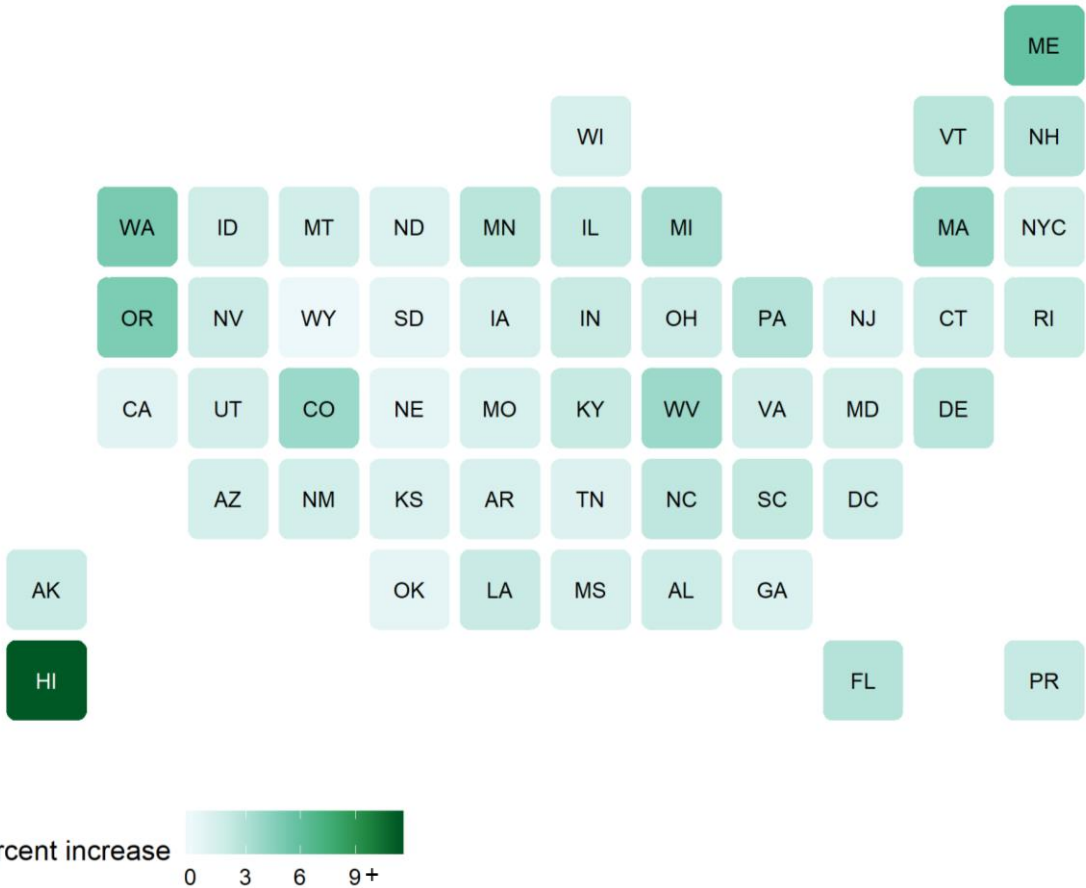 ME
WI VT NH
WA ID MT ND MN IL MI MA NYC
OR NV WY SD IA IN OH PA NJ CT RI
CA UT CO NE MO KY WV VA MD DE
AZ NM KS AR TN NC SC DC
AK OK LA MS AL GA
HI FL PR
rcent increase
0 3 6 9+